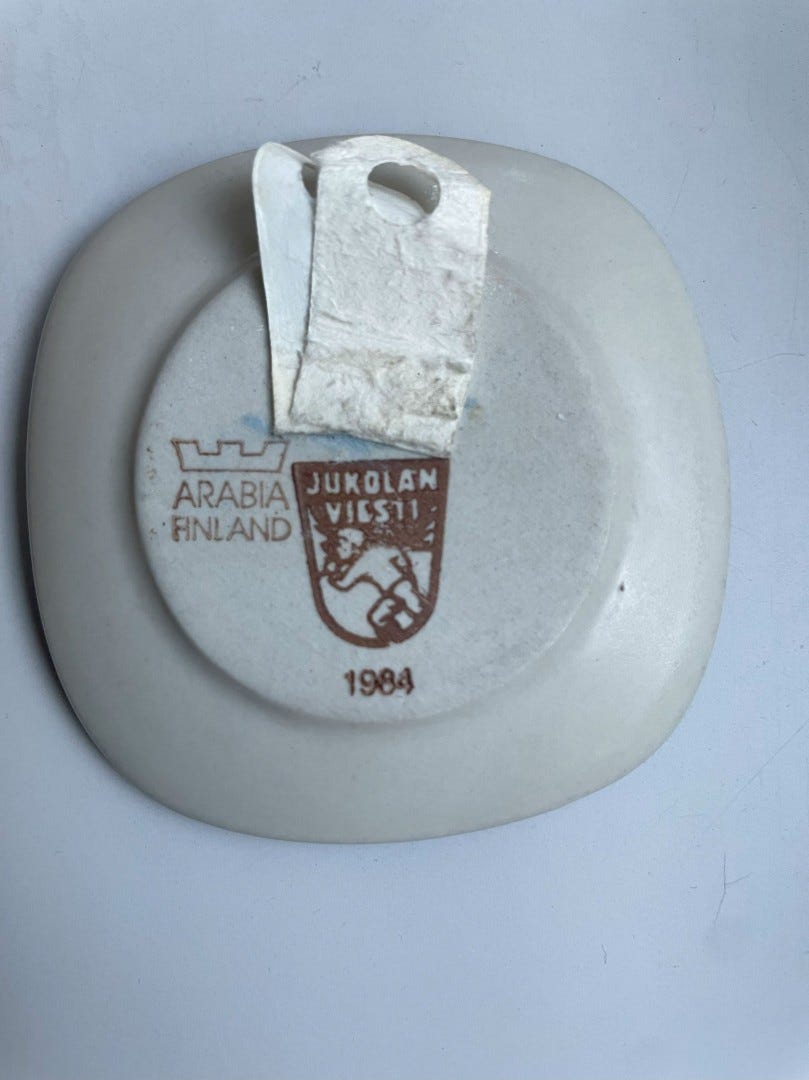 ARABIA
FINLAND
JUKOLAN
VIESTI
1984